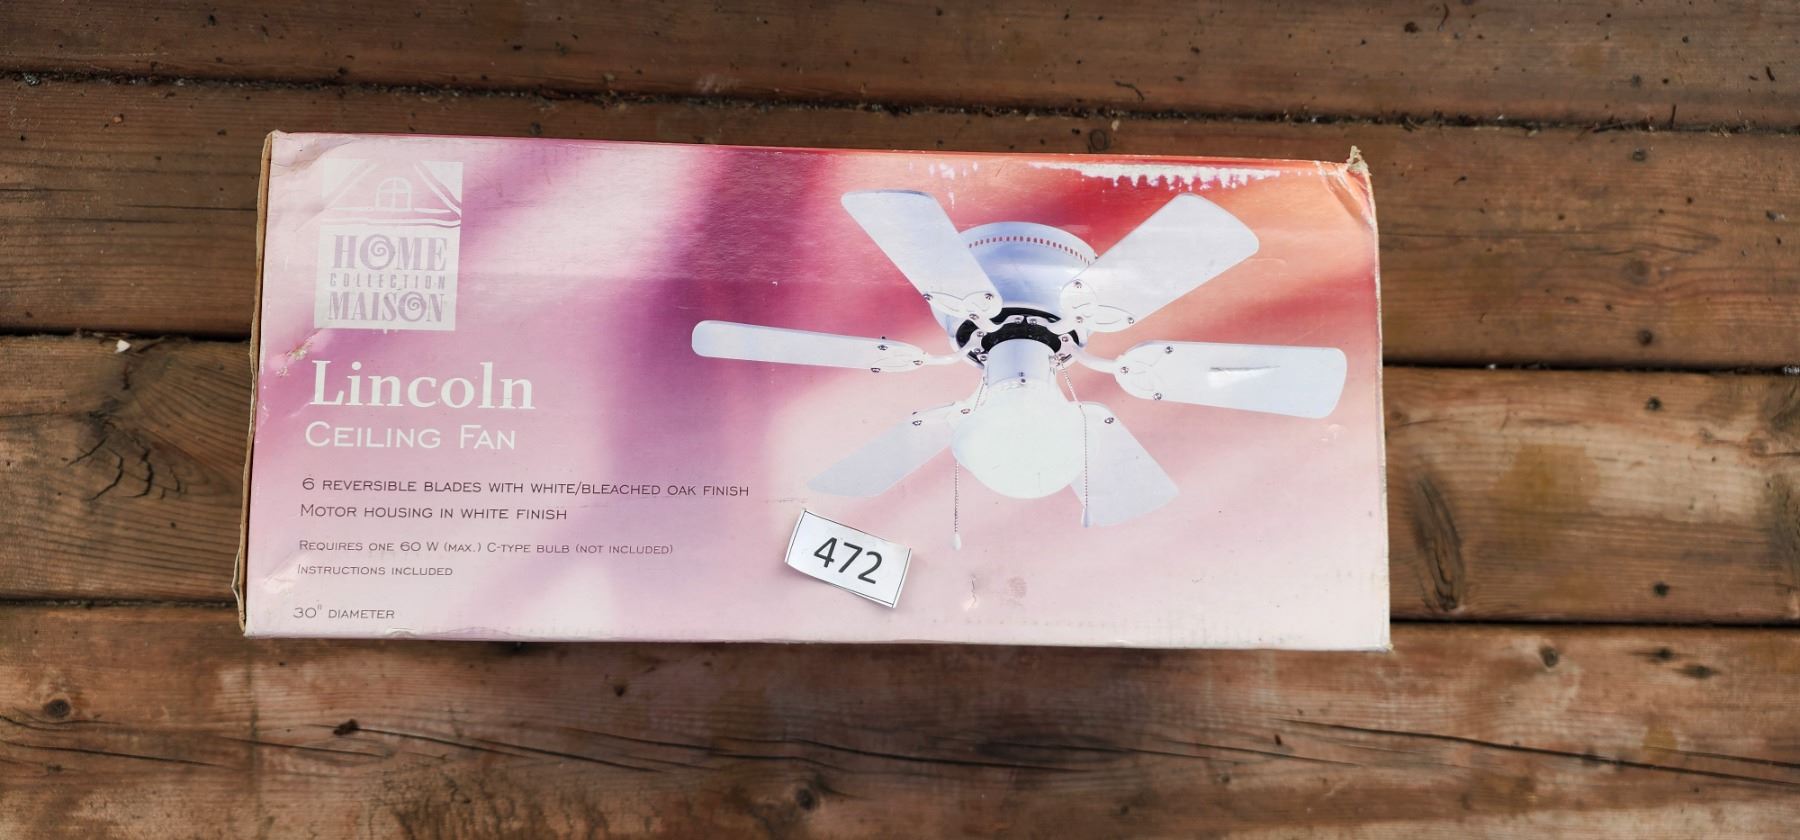 HOME
COLLECTION
MAISON
Lincoln
CEILING FAN
6 REVERSIBLE BLADES WITH WHITE/BLEACHED OAK FINISH
MOTOR HOUSING IN WHITE FINISH
REQUIRES ONE 60 W (MAX.) C-TYPE BULB (NOT INCLUDED)
INSTRUCTIONS INCLUDED
30" DIAMETER
472